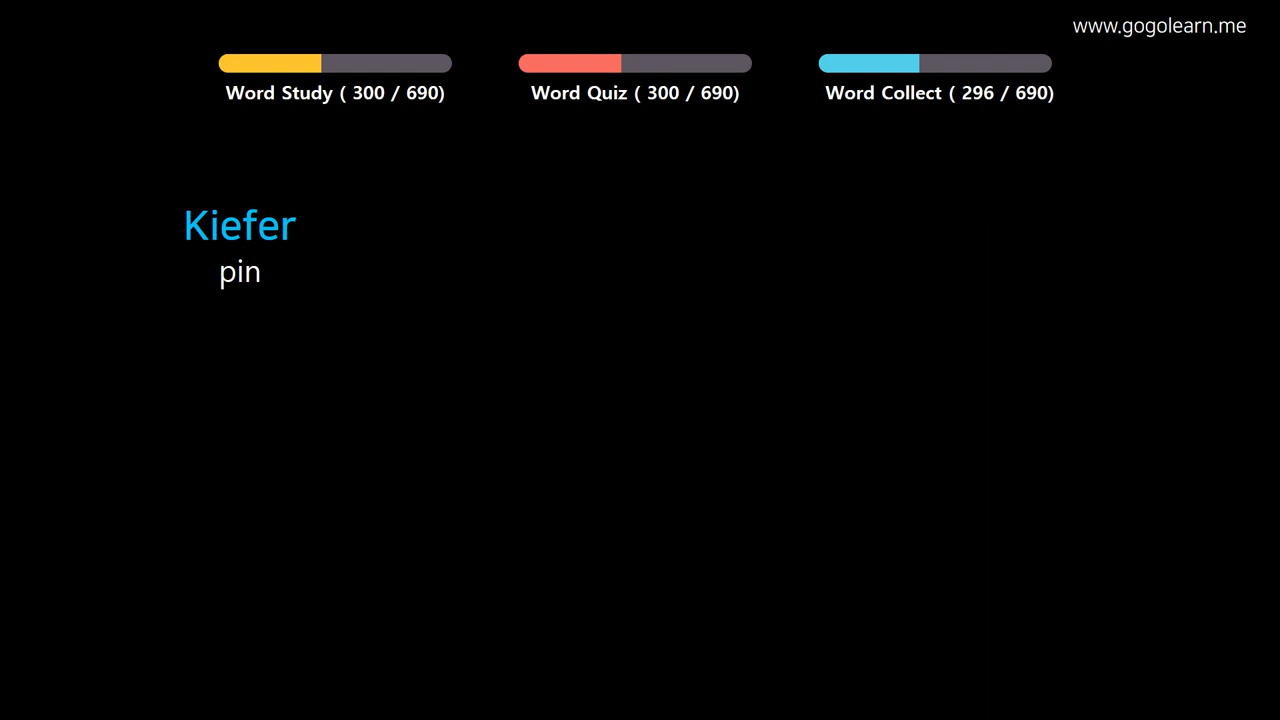 www.gogolearn.me
Word Study ( 300 / 690)
Word Quiz ( 300 / 690)
Word Collect ( 296 / 690)
Kiefer
pin